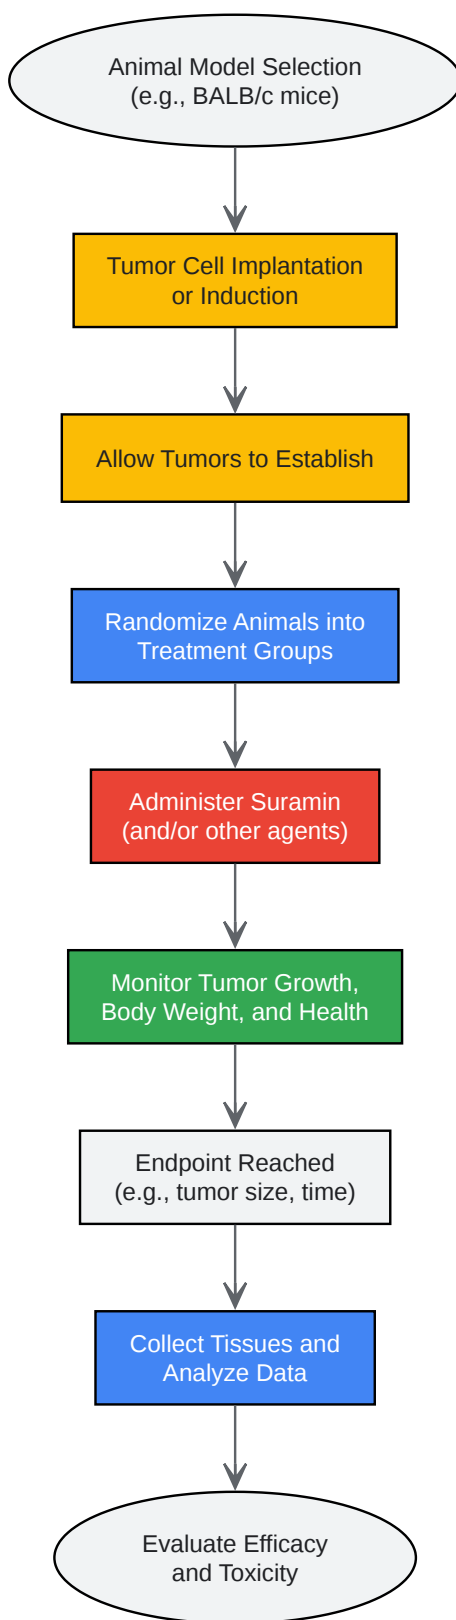 Animal Model Selection
(e.g., BALB/c mice)
Tumor Cell Implantation
or Induction
Allow Tumors to Establish
Randomize Animals into
Treatment Groups
Administer Suramin
(and/or other agents)
Monitor Tumor Growth,
Body Weight, and Health
Endpoint Reached
(e.g., tumor size, time)
Collect Tissues and
Analyze Data
Evaluate Efficacy
and Toxicity